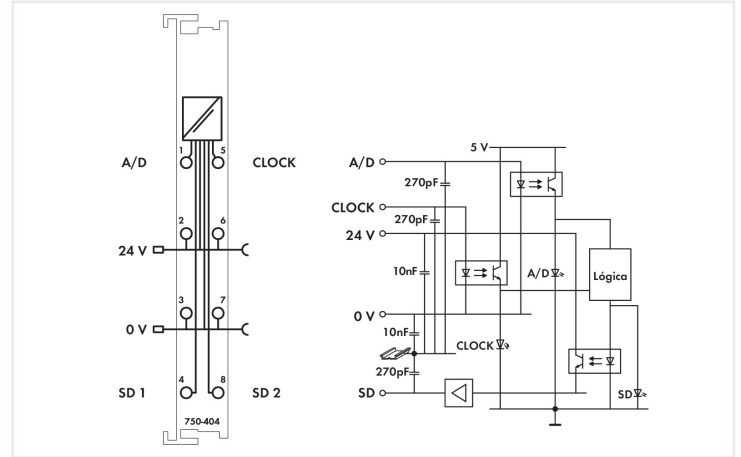 1 5
A/D CLOCK
2 6
24 V
3 7
0 V
4 8
SD 1 SD 2
750-404
5 V
A/D
270pF
CLOCK
270pF
24 V
10nF
A/D
Lógica
0 V
10nF
CLOCK
270pF
SD
SD